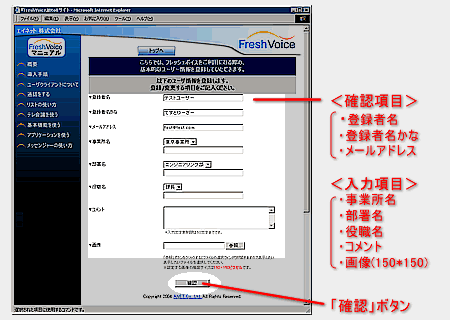 FreshVoice
Microsoft Internet Explorer
ファイル(F) 編集(E) 表示(V) お気に入り(A) ツール(T) ヘルプ(H)
エイネット 株式会社
FreshVoice
マニュアル
トップへ
FreshVoice
概要
導入手順
ユーザクライアントについて
通話をする
リストの使い方
テレビ会議を使う
基本機能を使う
アプリケーションを使う
メッセンジャーの使い方
こちらでは、フレッシュボイスをご利用になる際の、
基本的なユーザー情報を登録していただきます。
以下のユーザ情報を登録します。
登録/変更する項目をご記入ください。
・登録者名
テストユーザー
・登録者名かな
てすとゆーざー
・メールアドレス
test@test.com
・事業所名
東京事業所
・部署名
エンジニアリング部
・役職名
課長
・コメント
・画像
参照...
確認
Copyright 2004 ANET Co.,Ltd. All Rights Reserved.
＜確認項目＞
・登録者名
・登録者名かな
・メールアドレス
＜入力項目＞
・事業所名
・部署名
・役職名
・コメント
・画像(150*150)
「確認」ボタン